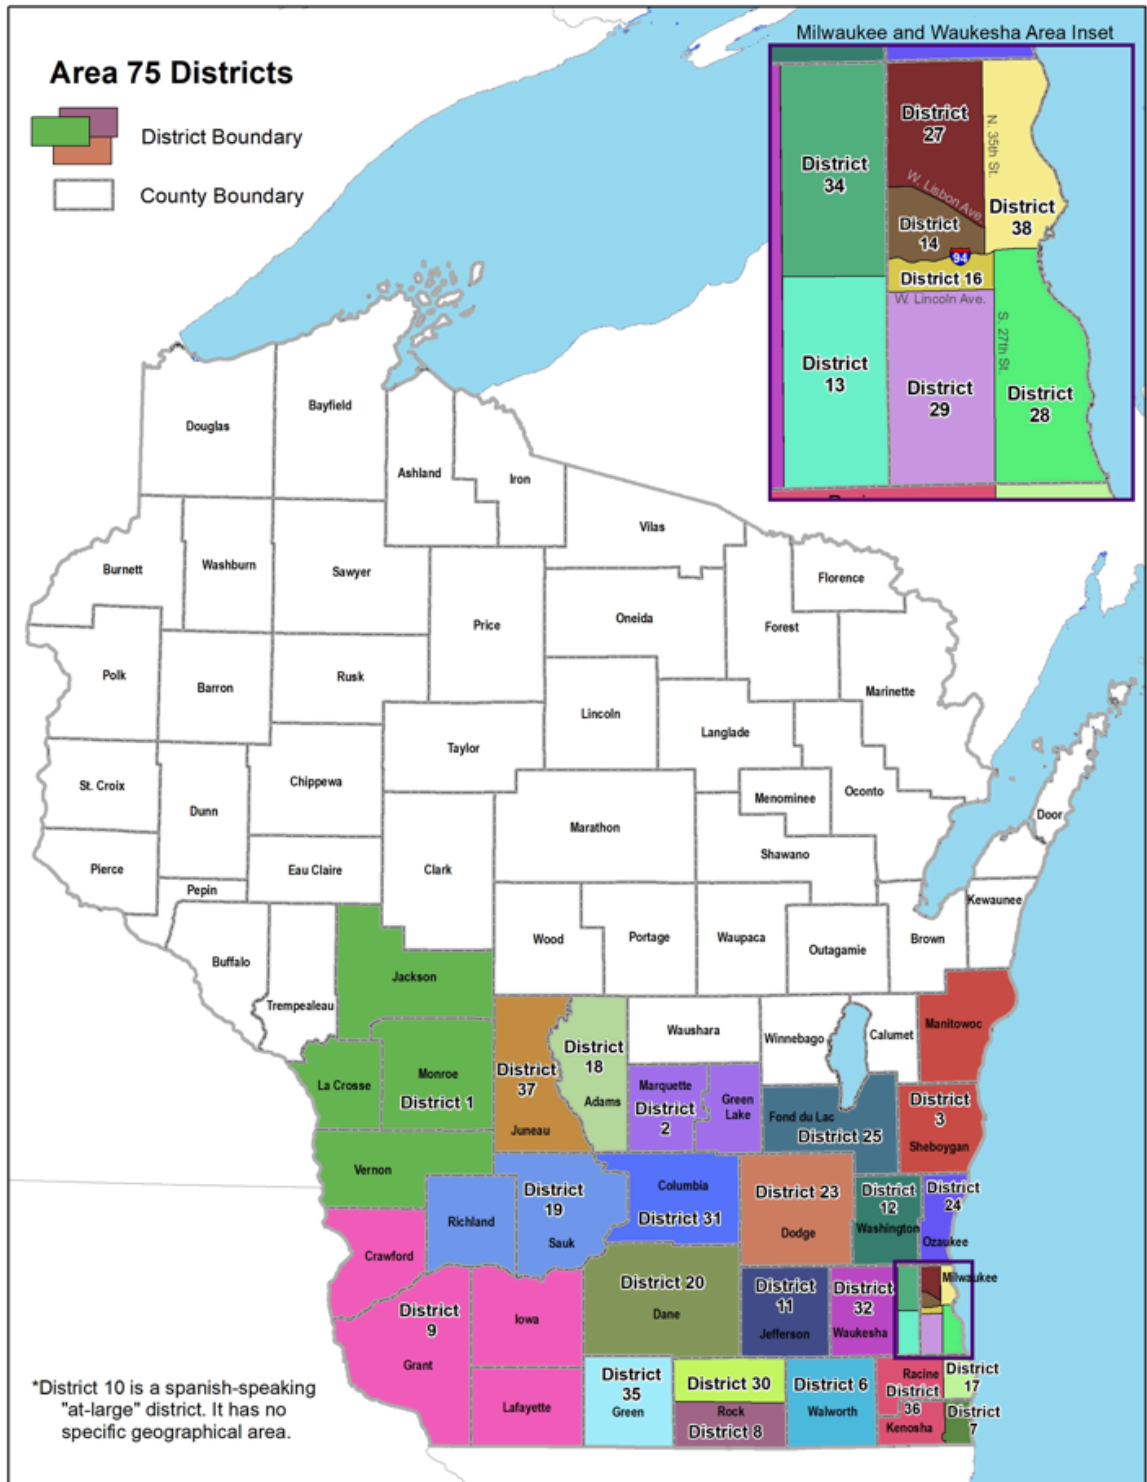 Milwaukee and Waukesha Area Inset
Area 75 Districts
District Boundary
County Boundary
District
34
District
27
N. 35th St.
W. Lisbon Ave.
District
38
District
14
94
District 16
W. Lincoln Ave.
S. 27th St.
District
13
District
29
District
28
Douglas
Bayfield
Ashland
Iron
Vilas
Burnett
Washburn
Sawyer
Price
Oneida
Forest
Florence
Polk
Barron
Rusk
Lincoln
Langlade
Marinette
Taylor
St. Croix
Dunn
Chippewa
Marathon
Menominee
Oconto
Door
Pierce
Pepin
Eau Claire
Clark
Shawano
Wood
Portage
Waupaca
Outagamie
Brown
Kewaunee
Buffalo
Trempealeau
Jackson
Waushara
Winnebago
Calumet
Manitowoc
La Crosse
Monroe
District 1
District
37
Juneau
District
18
Adams
Marquette
District
2
Green
Lake
Fond du Lac
District 25
District
3
Sheboygan
Vernon
Richland
District
19
Sauk
Columbia
District 31
District 23
Dodge
District
12
Washington
District
24
Ozaukee
Crawford
District
9
Grant
Iowa
Lafayette
District 20
Dane
District
11
Jefferson
District
32
Waukesha
Milwaukee
District
35
Green
District 30
Rock
District 8
District 6
Walworth
Racine
District
36
Kenosha
District
17
District
7
*District 10 is a spanish-speaking
"at-large" district. It has no
specific geographical area.